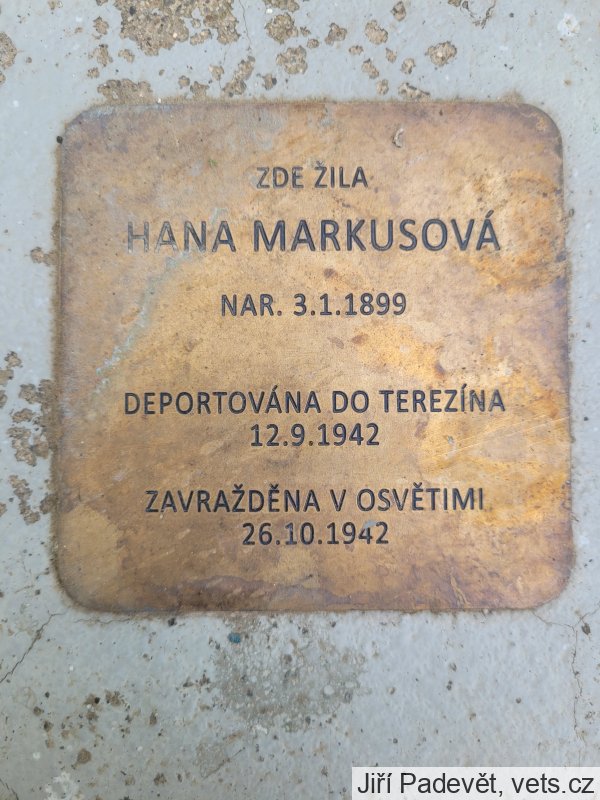 ZDE ŽILA
HANA MARKUSOVÁ
NAR. 3.1.1899
DEPORTOVÁNA DO TEREZÍNA
12.9.1942
ZAVRAŽDĚNA V OSVĚTIMI
26.10.1942
Jiří Padevět, vets.cz